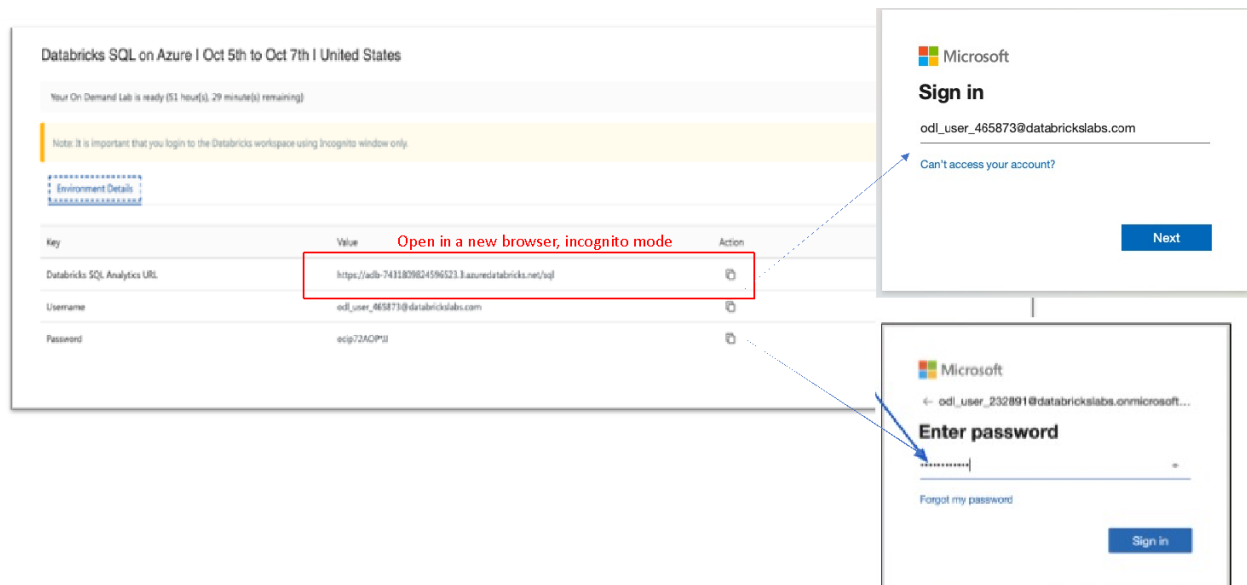 Databricks SQL on Azure I Oct 5th to Oct 7th I United States
Your On Demand Lab is ready (51 hour(s), 29 minute(s) remaining)
Note: It is important that you login to the Databricks workspace using Incognito window only.
Environment Details
Open in a new browser, incognito mode
Key Value Action
Databricks SQL Analytics URL https://adb-7431809824596523.3.azuredatabricks.net/sql
Username odl_user_465873@databrickslabs.com
Password
Microsoft
Sign in
odl_user_465873@databrickslabs.com
Can't access your account?
Next
Microsoft
← odl_user_232891@databrickslabs.onmicrosoft...
Enter password
Forgot my password
Sign in